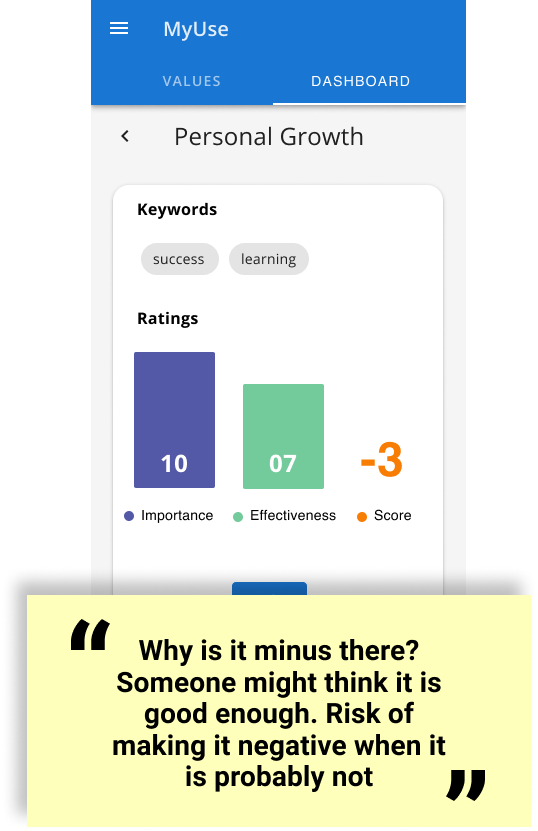 MyUse
VALUES DASHBOARD
Personal Growth
Keywords
success learning
Ratings
10 07 -3
Importance Effectiveness Score
“Why is it minus there?
Someone might think it is
good enough. Risk of
making it negative when it
is probably not”